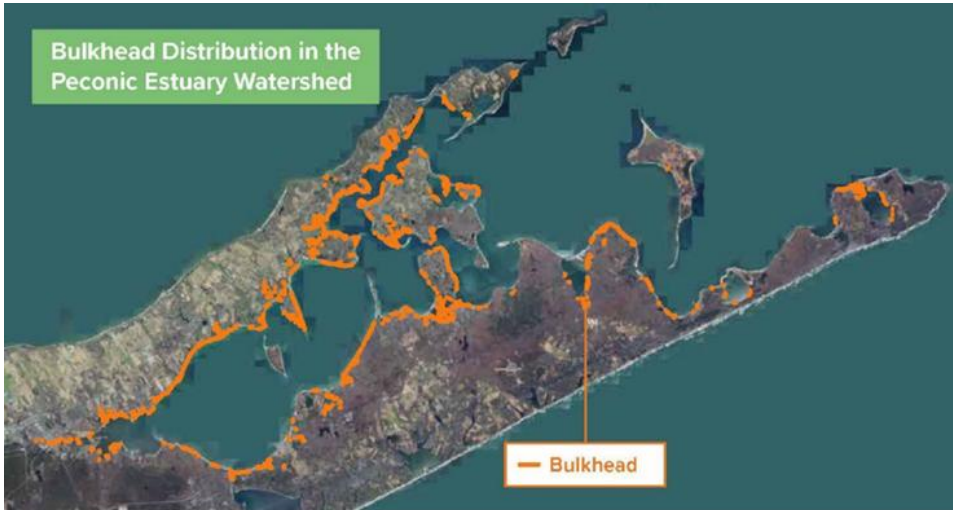 Bulkhead Distribution in the
Peconic Estuary Watershed
Bulkhead